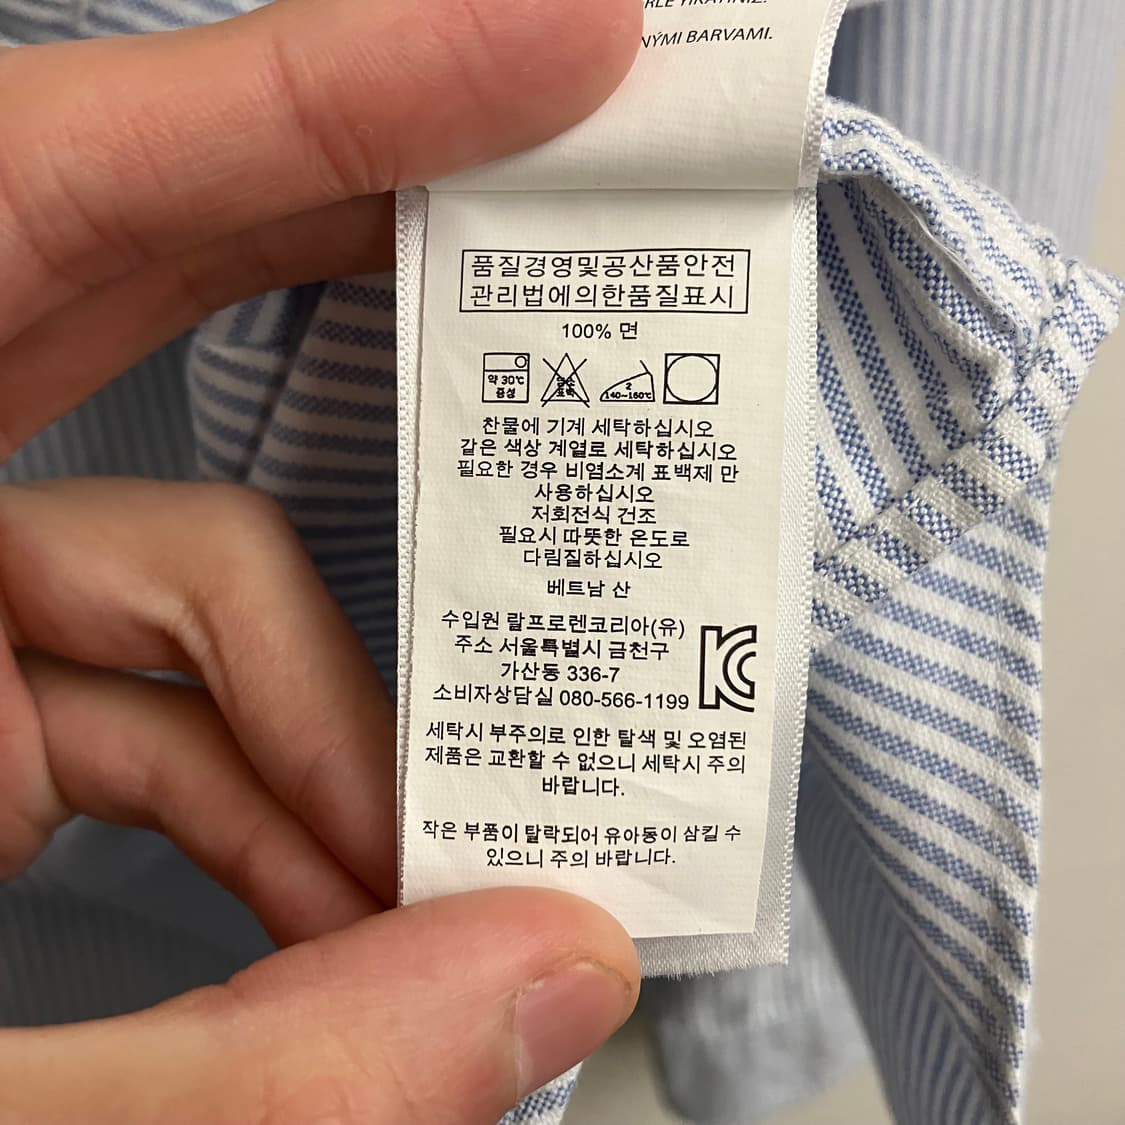 YIKATINIZ.
BARVAMI.
품질경영및공산품안전
관리법에의한품질표시
100% 면
약 30℃
중성
염소
표백
2
140~160℃
찬물에 기계 세탁하십시오
같은 색상 계열로 세탁하십시오
필요한 경우 비염소계 표백제 만
사용하십시오
저회전식 건조
필요시 따뜻한 온도로
다림질하십시오
베트남 산
수입원 랄프로렌코리아(유)
주소 서울특별시 금천구
가산동 336-7
소비자상담실 080-566-1199
세탁시 부주의로 인한 탈색 및 오염된
제품은 교환할 수 없으니 세탁시 주의
바랍니다.
작은 부품이 탈락되어 유아동이 삼킬 수
있으니 주의 바랍니다.